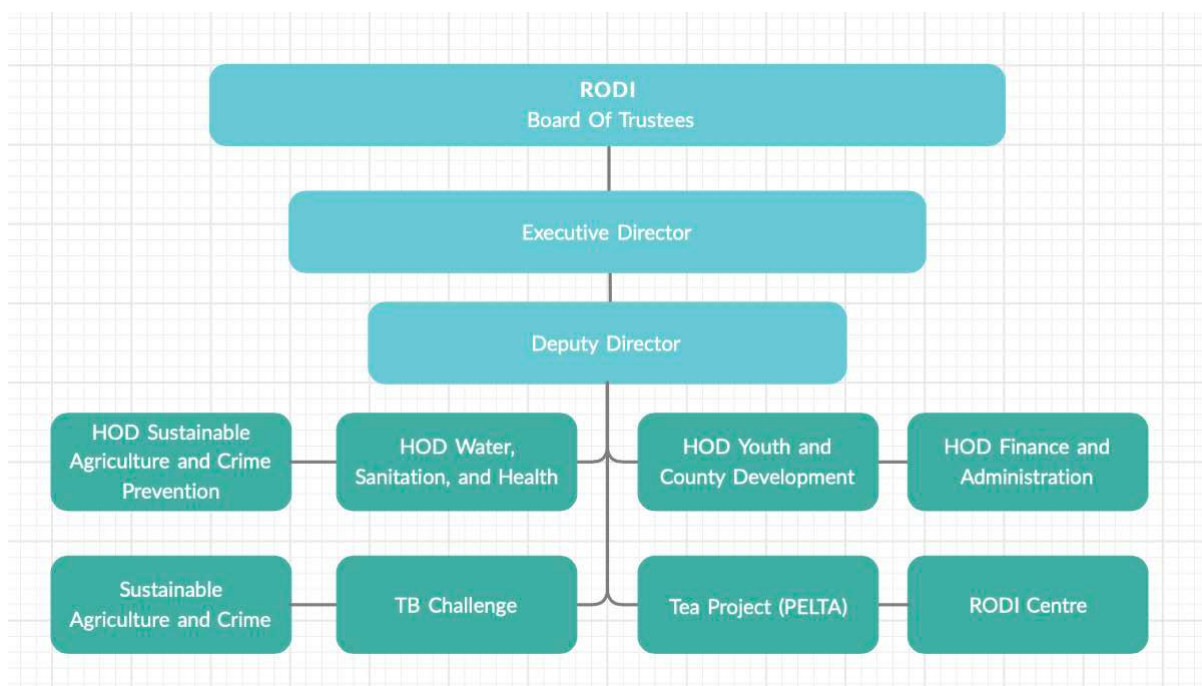 RODI
Board Of Trustees
Executive Director
Deputy Director
HOD Sustainable
Agriculture and Crime
Prevention
HOD Water,
Sanitation, and Health
HOD Youth and
County Development
HOD Finance and
Administration
Sustainable
Agriculture and Crime
TB Challenge
Tea Project (PELTA)
RODI Centre